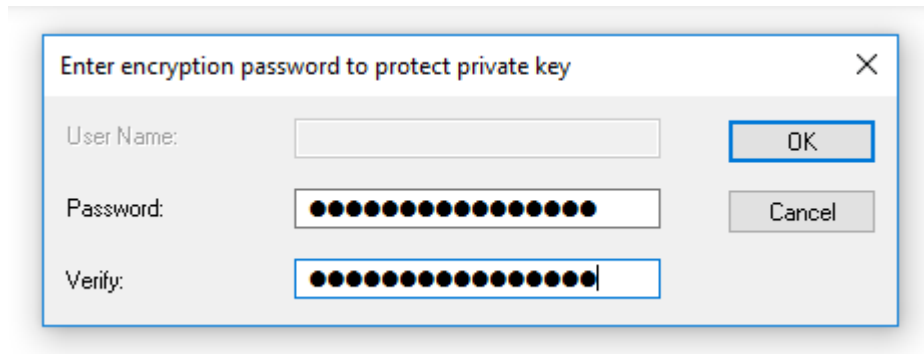 Enter encryption password to protect private key
User Name:
OK
Password: ●●●●●●●●●●●●●●●●
Cancel
Verify: ●●●●●●●●●●●●●●●●